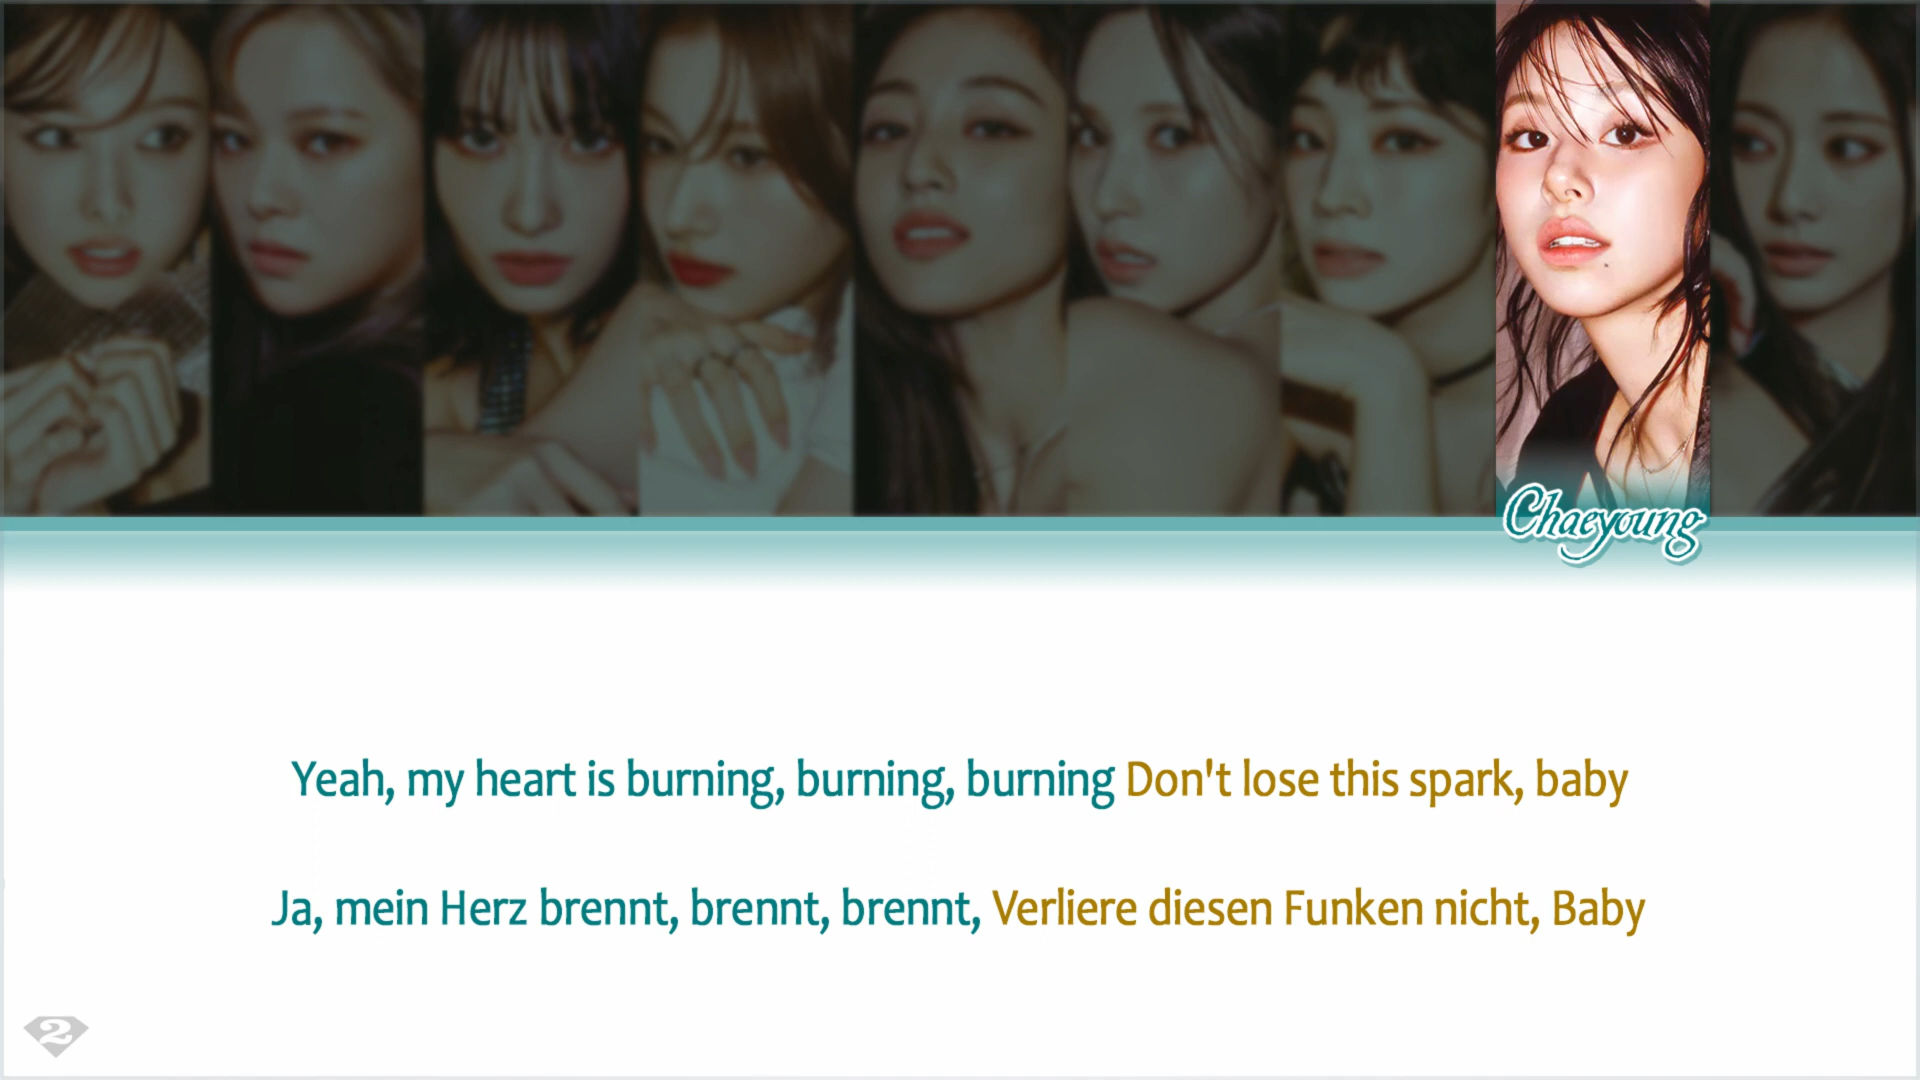 Chaeyoung
Yeah, my heart is burning, burning, burning Don't lose this spark, baby
Ja, mein Herz brennt, brennt, brennt, Verliere diesen Funken nicht, Baby
2